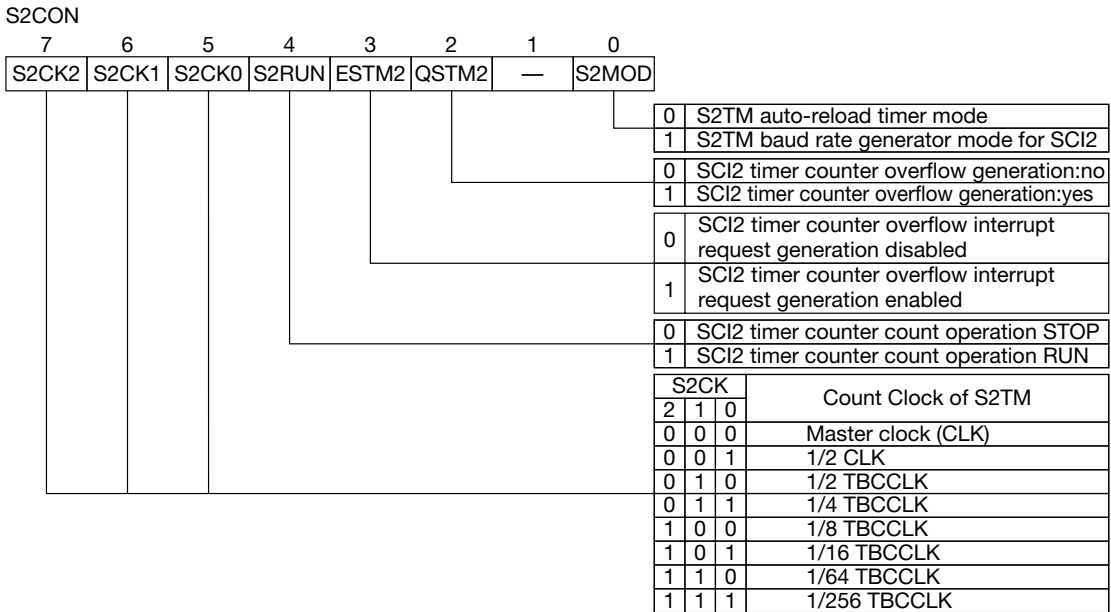 S2CON
7 6 5 4 3 2 1 0
S2CK2 S2CK1 S2CK0 S2RUN ESTM2 QSTM2 — S2MOD
0 S2TM auto-reload timer mode
1 S2TM baud rate generator mode for SCI2
0 SCI2 timer counter overflow generation:no
1 SCI2 timer counter overflow generation:yes
0 SCI2 timer counter overflow interrupt
request generation disabled
1 SCI2 timer counter overflow interrupt
request generation enabled
0 SCI2 timer counter count operation STOP
1 SCI2 timer counter count operation RUN
S2CK Count Clock of S2TM
2 1 0
0 0 0 Master clock (CLK)
0 0 1 1/2 CLK
0 1 0 1/2 TBCCLK
0 1 1 1/4 TBCCLK
1 0 0 1/8 TBCCLK
1 0 1 1/16 TBCCLK
1 1 0 1/64 TBCCLK
1 1 1 1/256 TBCCLK